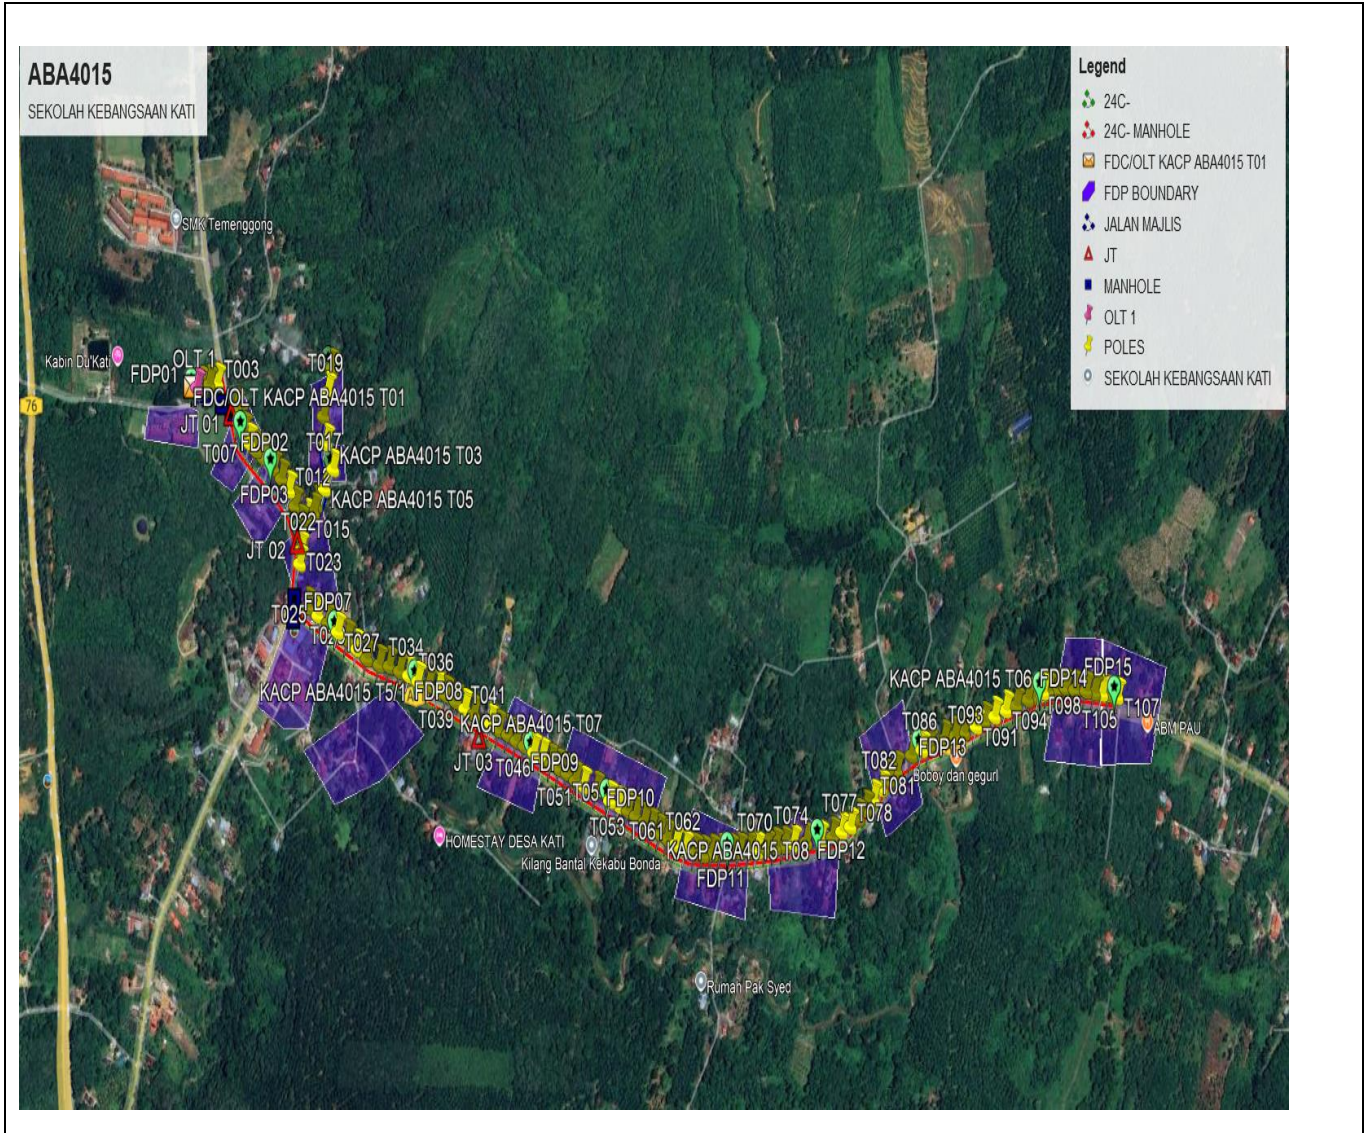 ABA4015
SEKOLAH KEBANGSAAN KATI
Legend
24C-
24C- MANHOLE
FDC/OLT KACP ABA4015 T01
FDP BOUNDARY
JALAN MAJLIS
JT
MANHOLE
OLT 1
POLES
SEKOLAH KEBANGSAAN KATI
SMK Temenggong
Kabin Du'Kati
OLT 1
T003
T019
FDP01
76
FDC/OLT KACP ABA4015 T01
JT 01
T007
FDP02
T017
KACP ABA4015 T03
T012
FDP03
KACP ABA4015 T05
T022
T015
JT 02
T023
FDP07
T025
T027
T034
T036
KACP ABA4015 T5/1
FDP08
T041
T039
KACP ABA4015 T07
JT 03
T046
FDP09
T051
FDP10
T053
T061
T062
T070
T074
T077
T078
T081
T082
T086
FDP13
T093
T091
KACP ABA4015 T06
T094
FDP14
T098
FDP15
T105
T107
ABM PAU
Boboy dan gegurl
KACP ABA4015 T08
FDP12
FDP11
HOMESTAY DESA KATI
Kilang Bantal Kekabu Bonda
Rumah Pak Syed